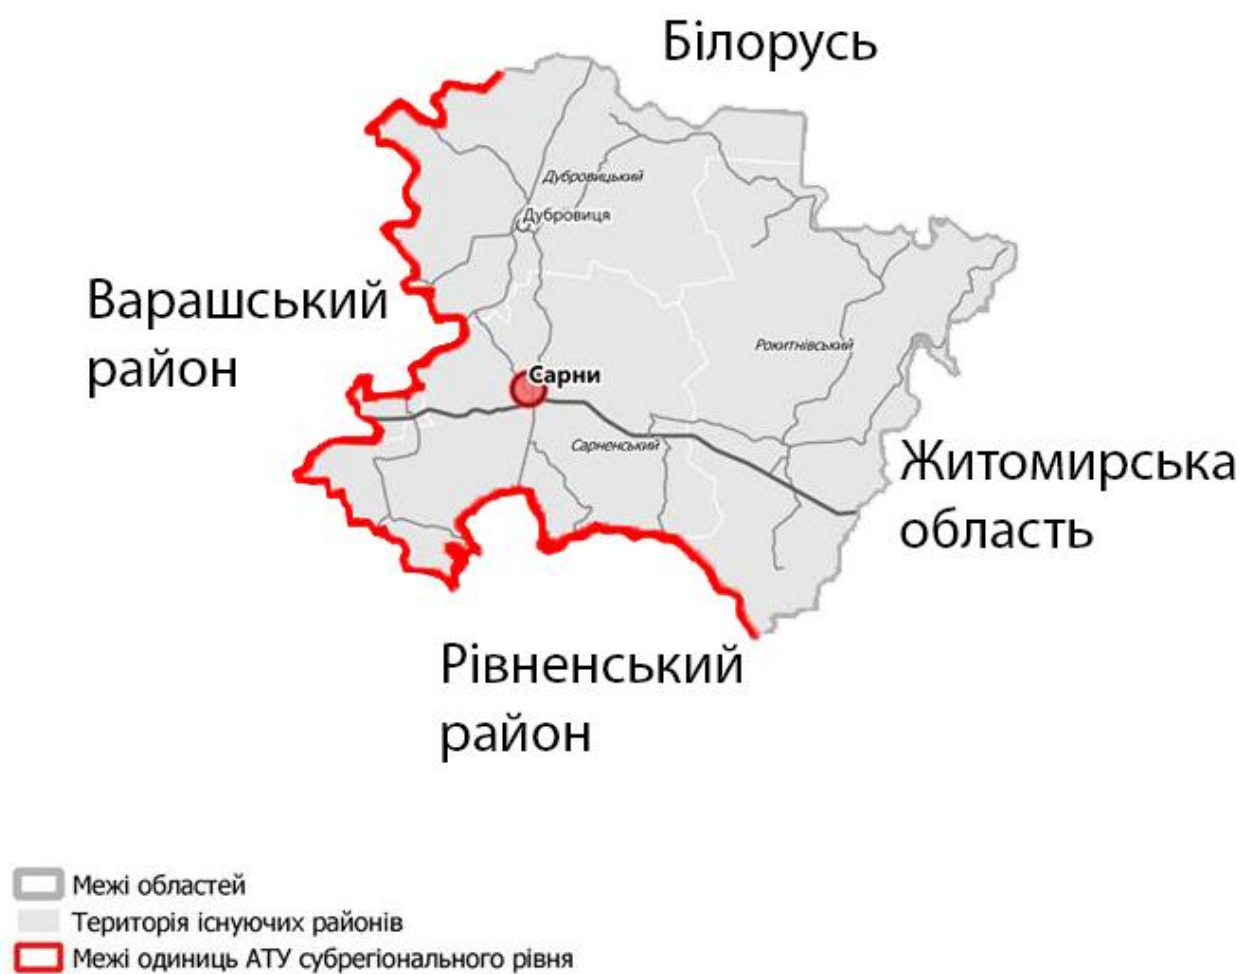 Білорусь
Дубровицький
Дубровиця
Варашський
район
Рокитнівський
Сарни
Сарненський
Житомирська
область
Рівненський
район
Межі областей
Територія існуючих районів
Межі одиниць АТУ субрегіонального рівня